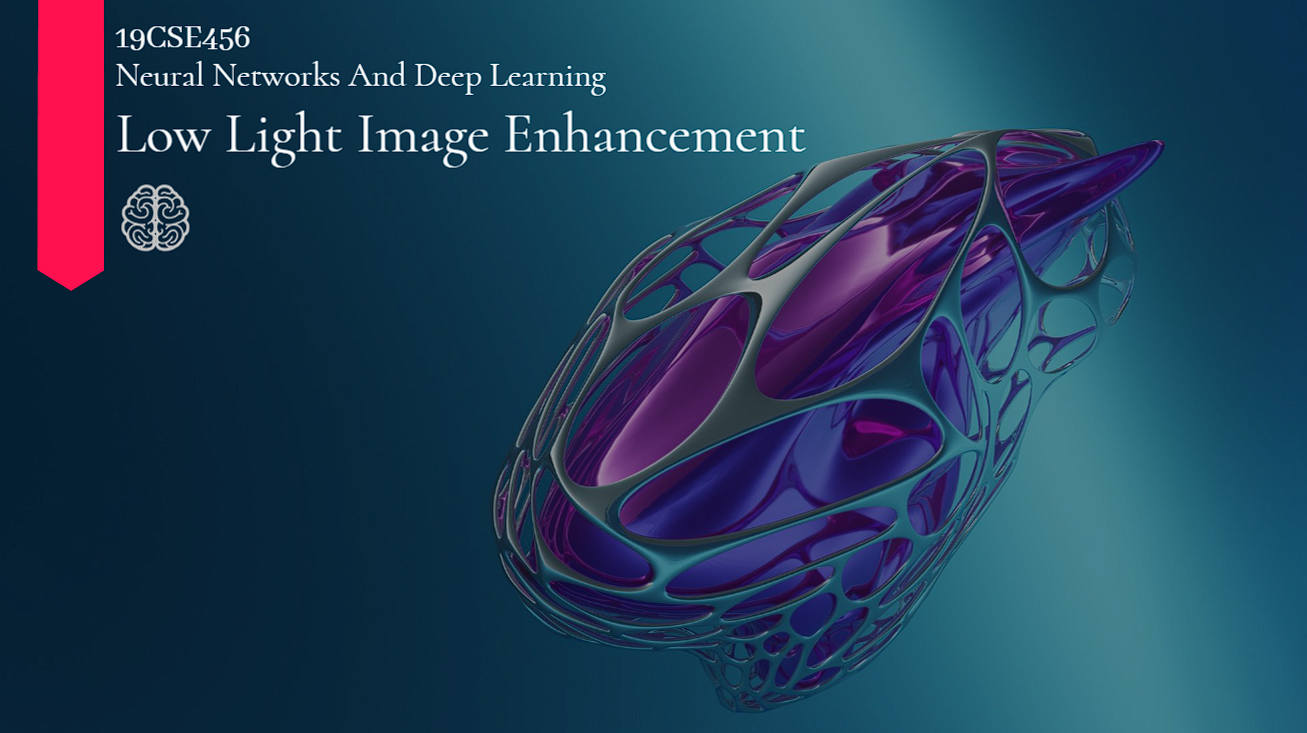 19CSE456
Neural Networks And Deep Learning
Low Light Image Enhancement